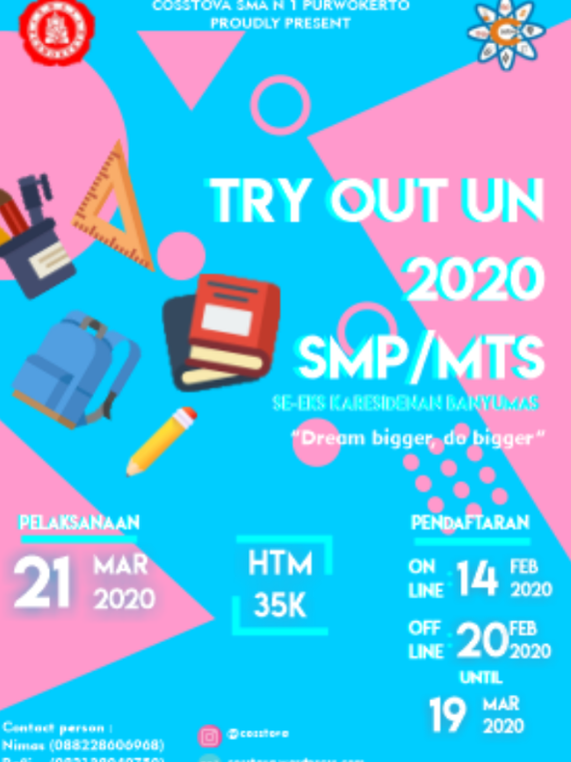 COSSTOVA SMA N 1 PURWOKERTO
PROUDLY PRESENT
TRY OUT UN
2020
SMP/MTS
SE-EKS KARESIDENAN BANYUMAS
"Dream bigger, do bigger"
PELAKSANAAN
21 MAR
2020
HTM
35K
PENDAFTARAN
ON
LINE : 14 FEB
2020
OFF
LINE : 20 FEB
2020
UNTIL
19 MAR
2020
Contact person :
Nimas (088228606968)
@cosstova